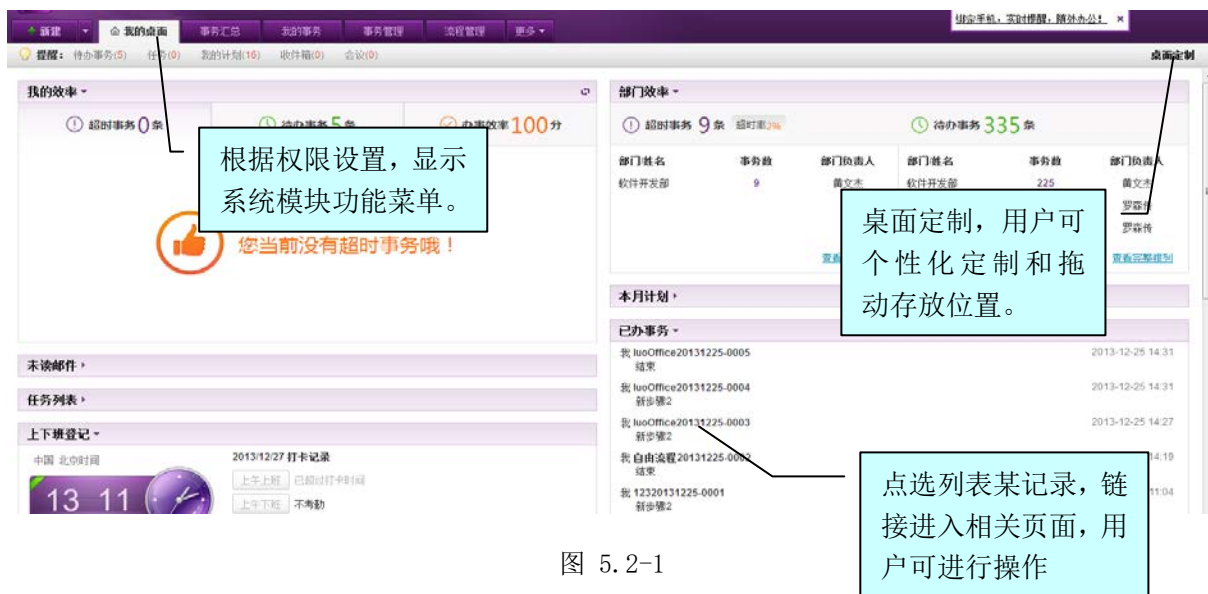 绑定手机，实时提醒，随外办公！ ×
+ 新建
我的桌面
事务汇总
我的事务
事务管理
流程管理
更多
提醒： 待办事务(5) 任务(0) 我的计划(16) 收件箱(0) 会议(0)
桌面定制
我的效率
超时事务 0 条
待办事务 5 条
办事效率 100 分
根据权限设置，显示
系统模块功能菜单。
您当前没有超时事务哦！
未读邮件
任务列表
上下班登记
中国 北京时间
13 11
2013/12/27 打卡记录
上午上班 已超过打卡时间
上午下班 不考勤
部门效率
超时事务 9 条 超时率3%
待办事务 335 条
部门姓名 事务数 部门负责人
软件开发部 9 黄文杰
部门姓名 事务数 部门负责人
软件开发部 225 黄文杰
罗森传
罗森传
查看完整排列
桌面定制，用户可
个性化定制和拖
动存放位置。
本月计划
已办事务
我 luoOffice20131225-0005 2013-12-25 14:31
结束
我 luoOffice20131225-0004 2013-12-25 14:31
新步骤2
我 luoOffice20131225-0003 2013-12-25 14:27
新步骤2
我 自由流程20131225-0002 14:19
结束
我 12320131225-0001 11:04
新步骤2
点选列表某记录，链
接进入相关页面，用
户可进行操作
图 5.2-1